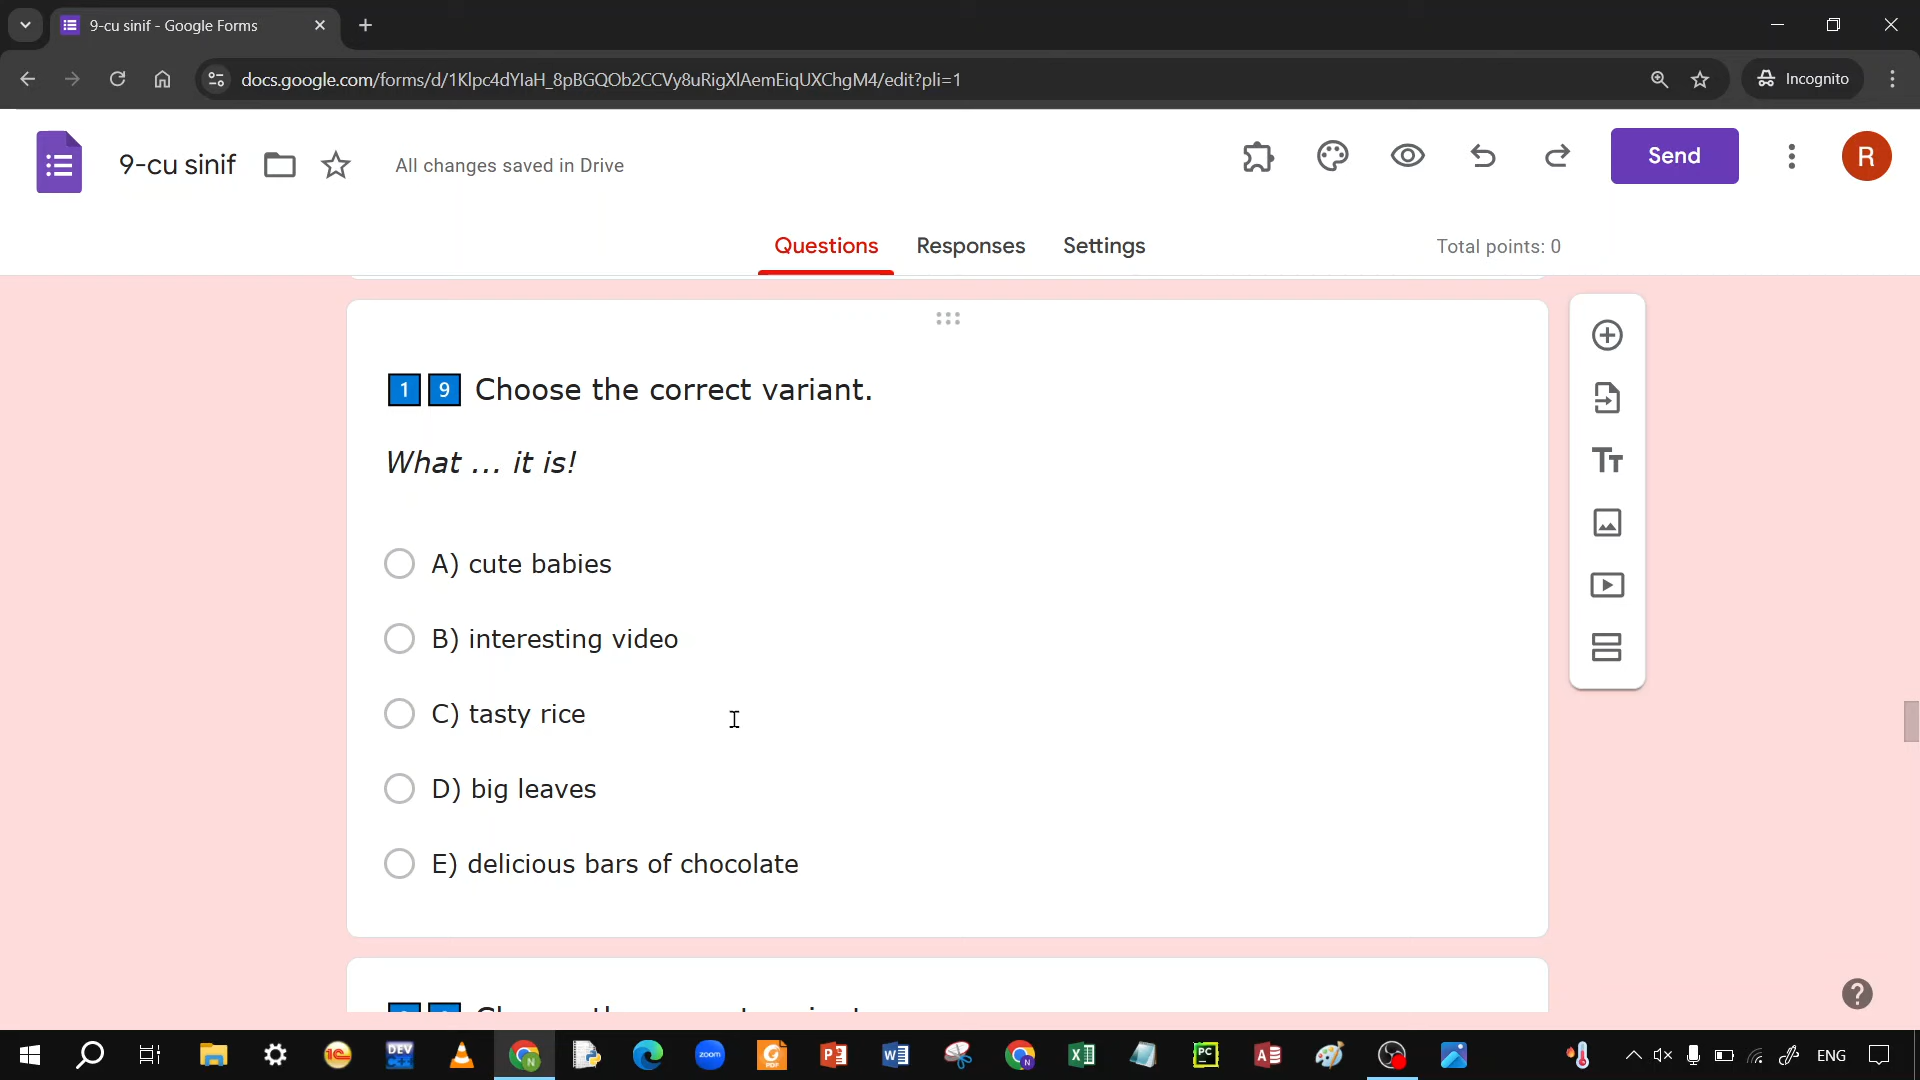 9-cu sinif - Google Forms
docs.google.com/forms/d/1Klpc4dYIaH_8pBGQOb2CCVy8uRigXlAemEiqUXChgM4/edit?pli=1
Incognito
9-cu sinif
All changes saved in Drive
Send
R
Questions
Responses
Settings
Total points: 0
1 9 Choose the correct variant.
What ... it is!
A) cute babies
B) interesting video
C) tasty rice
D) big leaves
E) delicious bars of chocolate
ENG